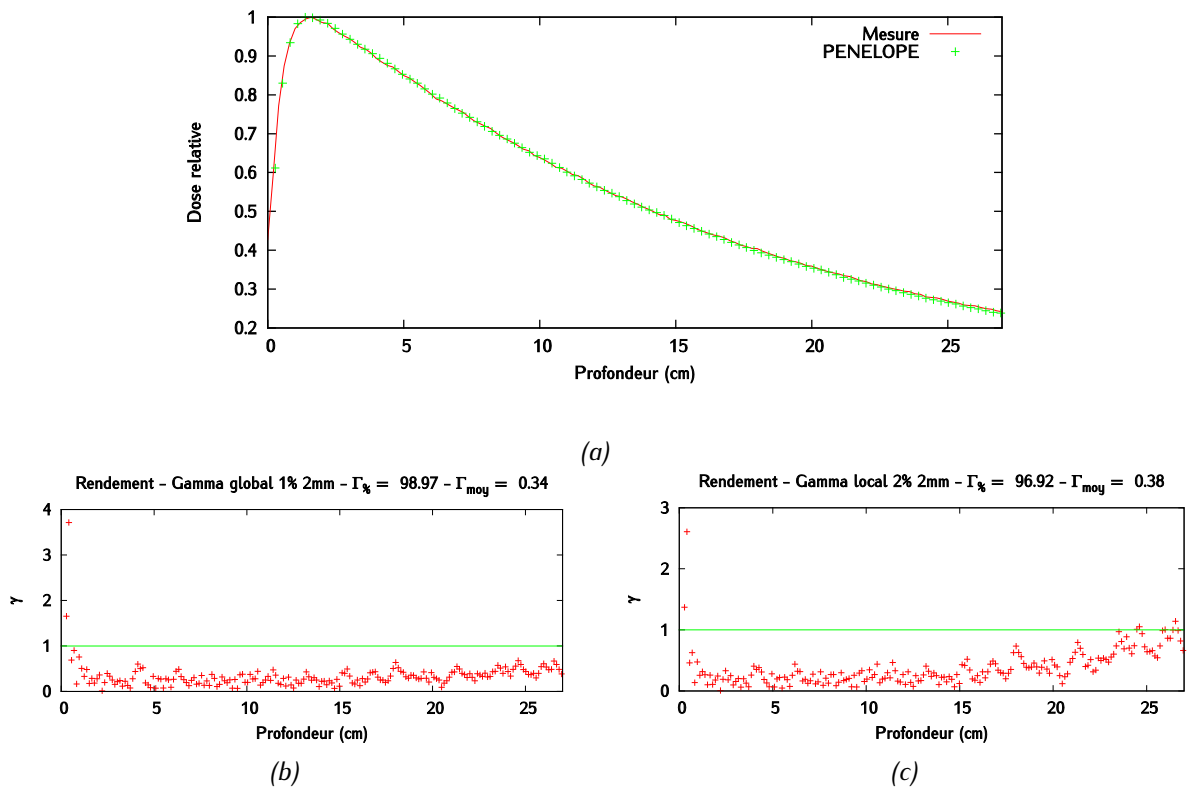 1
0.9
0.8
0.7
0.6
0.5
0.4
0.3
0.2
Dose relative
Mesure
PENELOPE
0 5 10 15 20 25
Profondeur (cm)
(a)
Rendement - Gamma global 1% 2mm - Γ% = 98.97 - Γmoy = 0.34
4
3
2
1
0
γ
0 5 10 15 20 25
Profondeur (cm)
(b)
Rendement - Gamma local 2% 2mm - Γ% = 96.92 - Γmoy = 0.38
3
2
1
0
γ
0 5 10 15 20 25
Profondeur (cm)
(c)